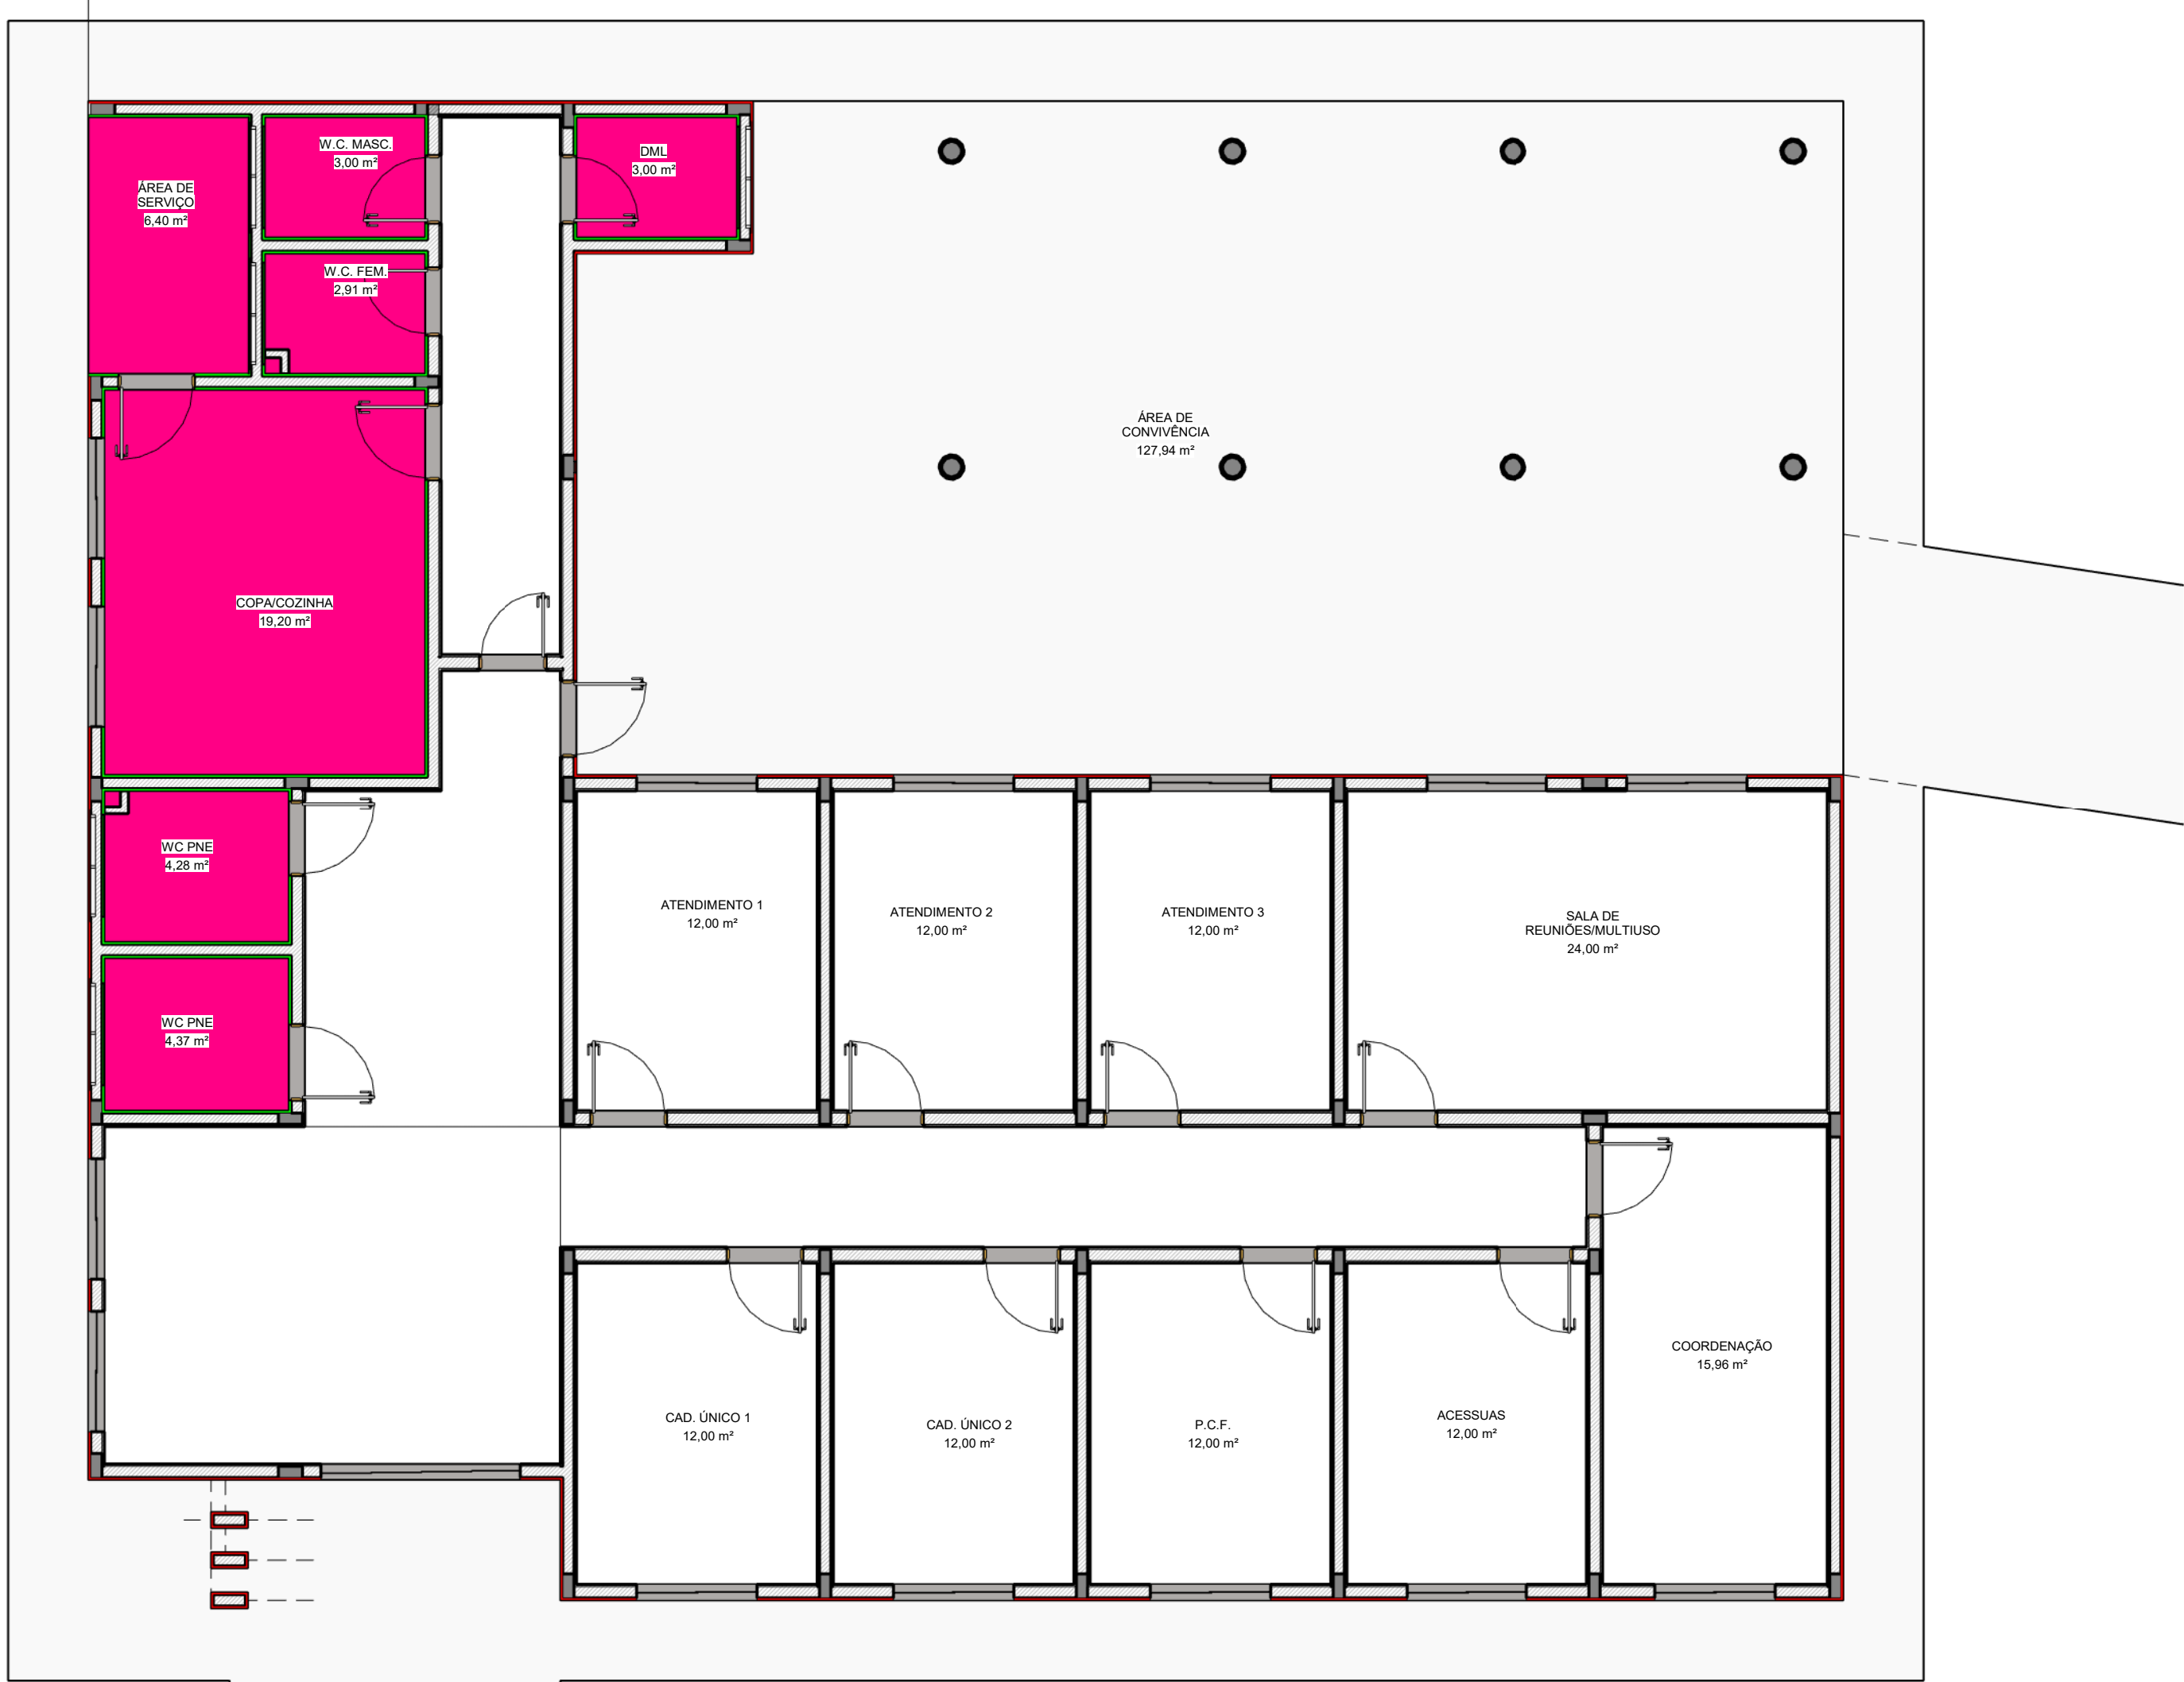 W.C. MASC.
3,00 m²
DML
3,00 m²
ÁREA DE
SERVIÇO
6,40 m²
W.C. FEM.
2,91 m²
ÁREA DE
CONVIVÊNCIA
127,94 m²
COPA/COZINHA
19,20 m²
WC PNE
4,28 m²
ATENDIMENTO 1
12,00 m²
ATENDIMENTO 2
12,00 m²
ATENDIMENTO 3
12,00 m²
SALA DE
REUNIÕES/MULTIUSO
24,00 m²
WC PNE
4,37 m²
COORDENAÇÃO
15,96 m²
CAD. ÚNICO 1
12,00 m²
CAD. ÚNICO 2
12,00 m²
P.C.F.
12,00 m²
ACESSUAS
12,00 m²